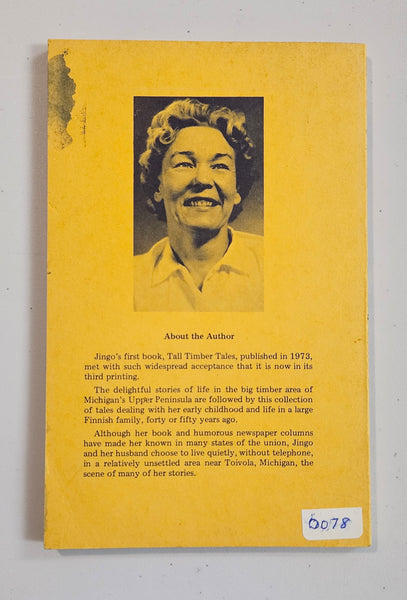 About the Author
Jingo's first book, Tall Timber Tales, published in 1973,
met with such widespread acceptance that it is now in its
third printing.
The delightful stories of life in the big timber area of
Michigan's Upper Peninsula are followed by this collection
of tales dealing with her early childhood and life in a large
Finnish family, forty or fifty years ago.
Although her book and humorous newspaper columns
have made her known in many states of the union, Jingo
and her husband choose to live quietly, without telephone,
in a relatively unsettled area near Toivola, Michigan, the
scene of many of her stories.
0078